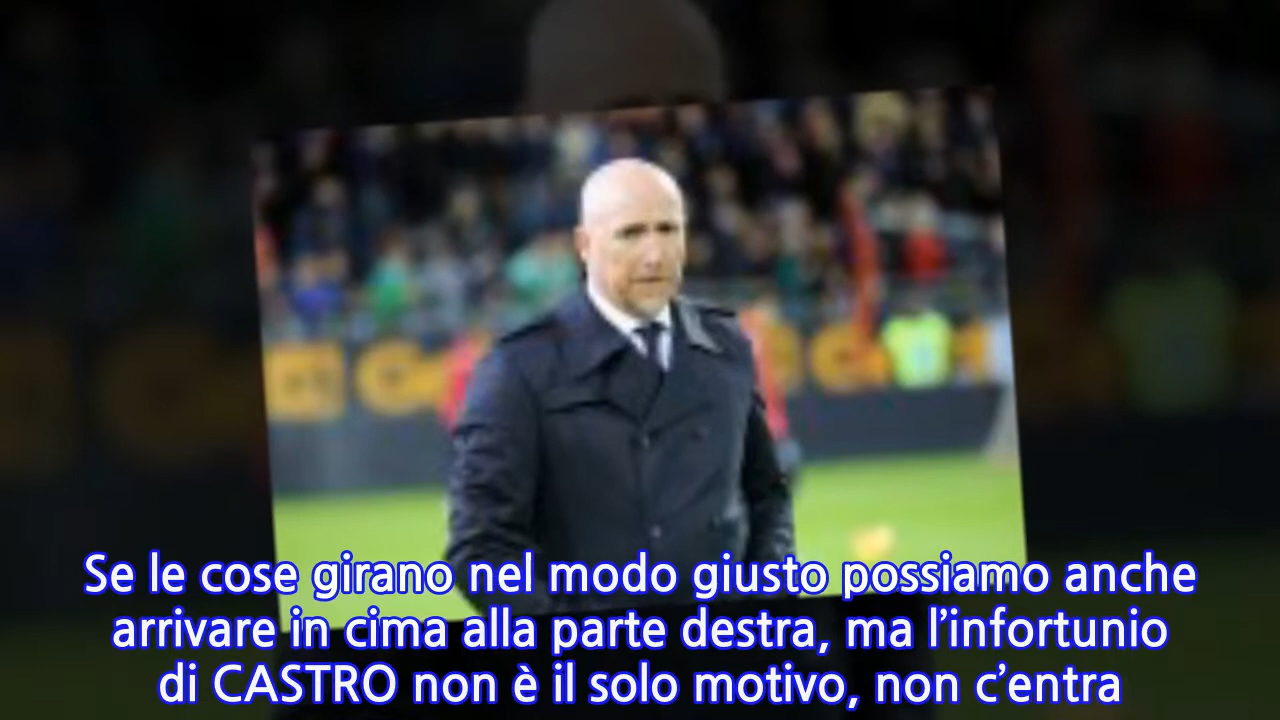 Se le cose girano nel modo giusto possiamo anche
arrivare in cima alla parte destra, ma l’infortunio
di CASTRO non è il solo motivo, non c’entra